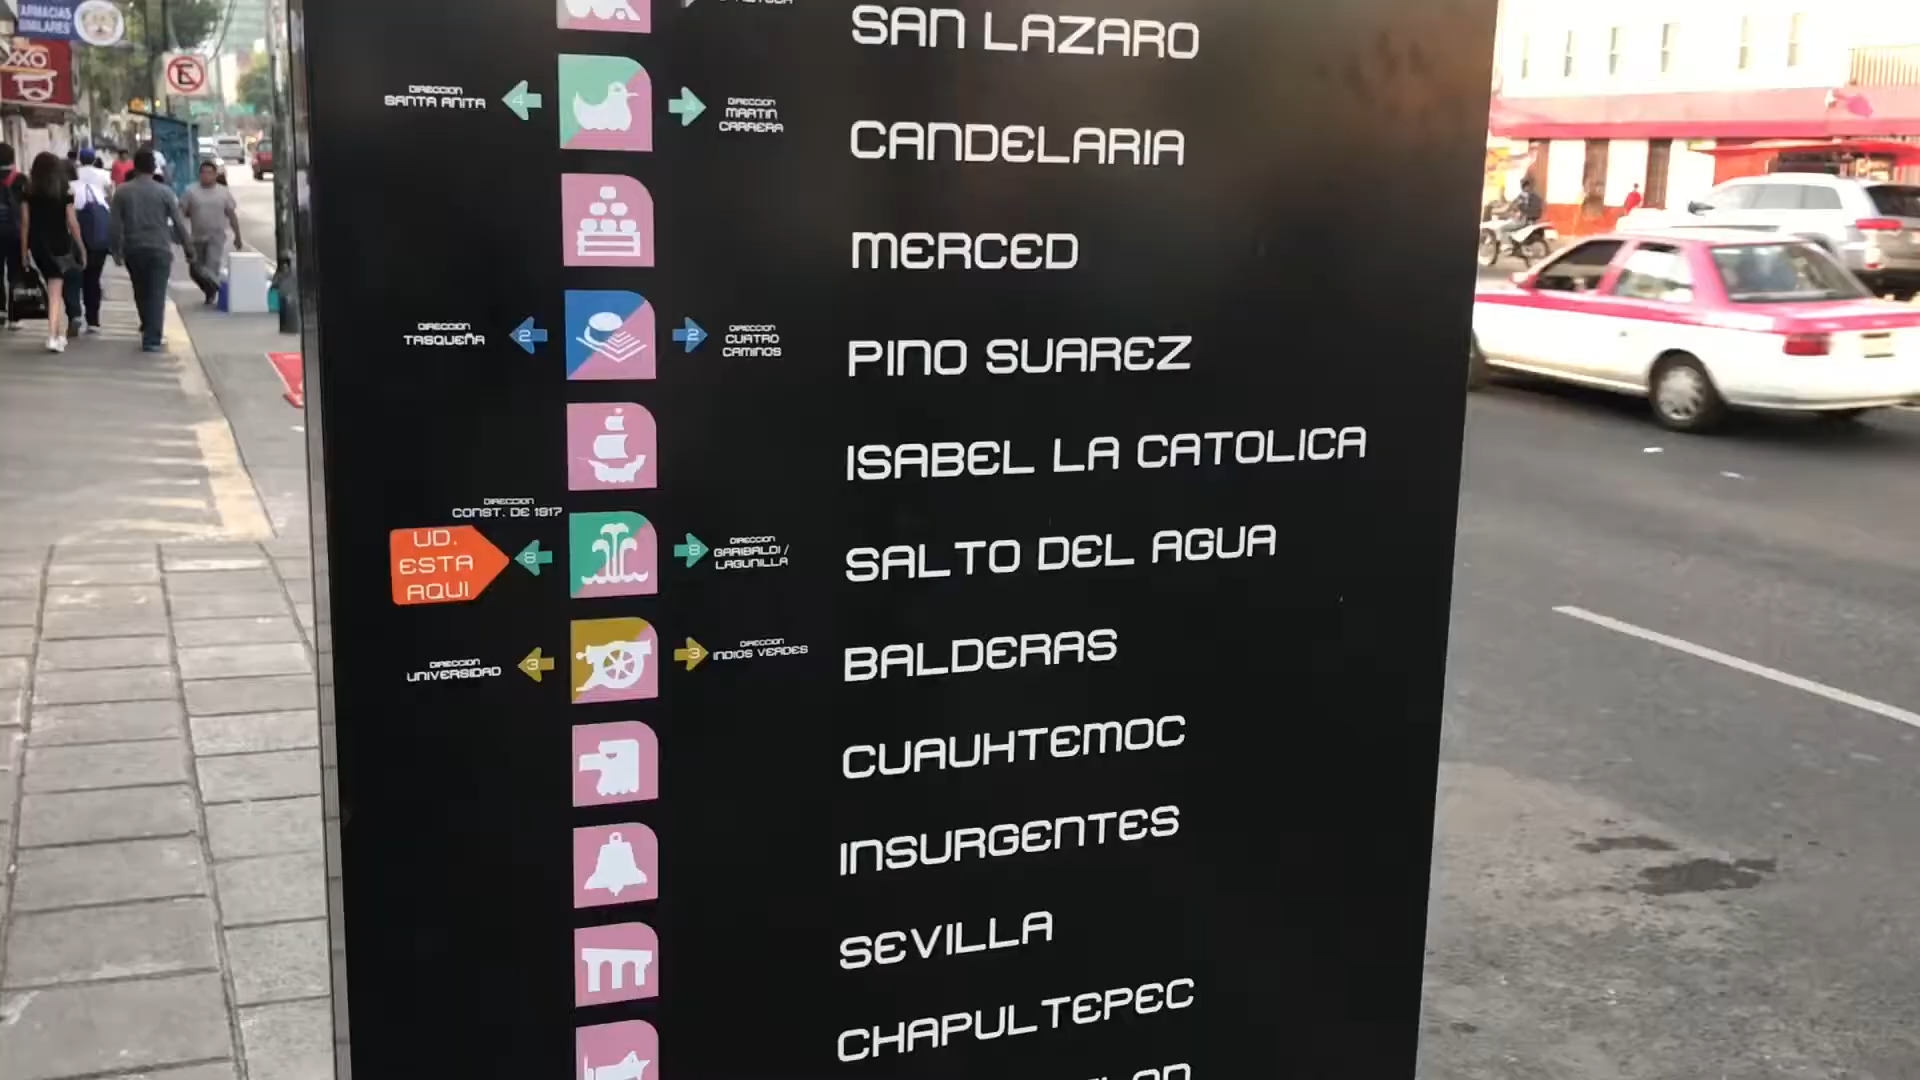 SIMILARES
SAN LAZARO
DIRECCION
SANTA ANITA
4
4
DIRECCION
MARTIN
CARRERA
CANDELARIA
MERCED
DIRECCION
TASQUEÑA
2
2
DIRECCION
CUATRO
CAMINOS
PINO SUAREZ
ISABEL LA CATOLICA
DIRECCION
CONST. DE 1917
UD.
ESTA
AQUI
8
8
DIRECCION
GARIBALDI /
LAGUNILLA
SALTO DEL AGUA
DIRECCION
UNIVERSIDAD
3
3
DIRECCION
INDIOS VERDES
BALDERAS
CUAUHTEMOC
INSURGENTES
SEVILLA
CHAPULTEPEC